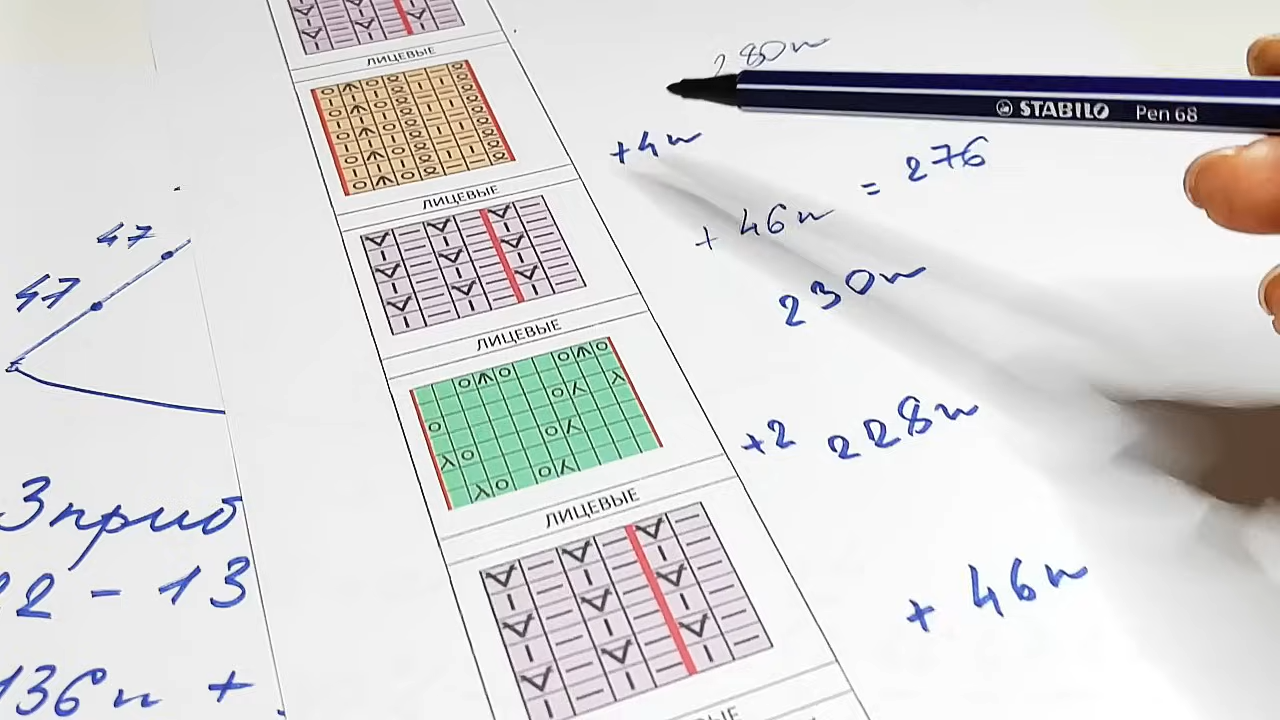 ЛИЦЕВЫЕ
280п
STABILO Pen 68
+4п
= 276
ЛИЦЕВЫЕ
+ 46п
47
230п
47
ЛИЦЕВЫЕ
+2 228п
ЛИЦЕВЫЕ
3приб
22 - 13
+ 46п
136п +